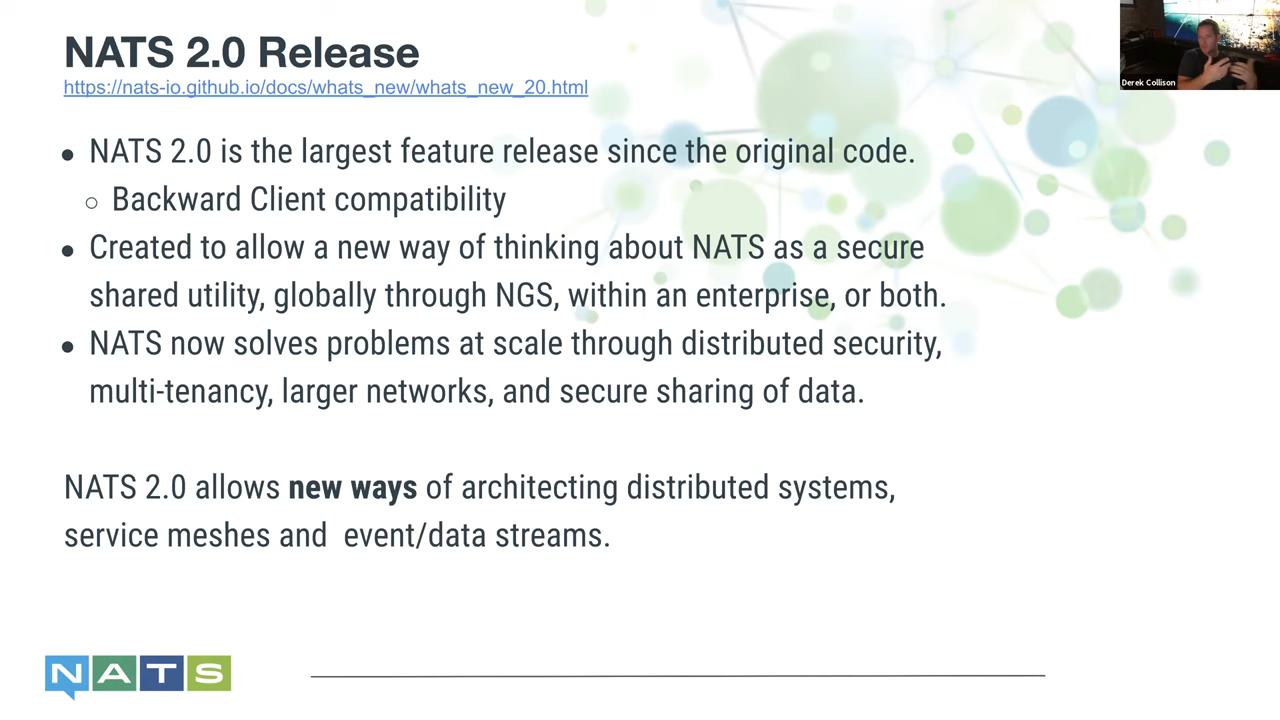 NATS 2.0 Release
https://nats-io.github.io/docs/whats_new/whats_new_20.html
Derek Collison
● NATS 2.0 is the largest feature release since the original code.
○ Backward Client compatibility
● Created to allow a new way of thinking about NATS as a secure
shared utility, globally through NGS, within an enterprise, or both.
● NATS now solves problems at scale through distributed security,
multi-tenancy, larger networks, and secure sharing of data.
NATS 2.0 allows new ways of architecting distributed systems,
service meshes and  event/data streams.
NATS